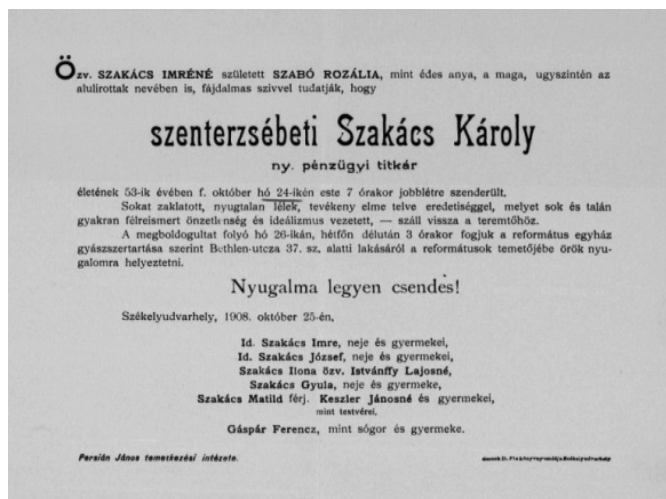 Özv. SZAKÁCS IMRÉNÉ született SZABÓ ROZÁLIA, mint édes anya, a maga, ugyszintén az
alulirottak nevében is, fájdalmas szivvel tudatják, hogy
szenterzsébeti Szakács Károly
ny. pénzügyi titkár
életének 53-ik évében f. október hó 24-ikén este 7 órakor jobblétre szenderült.
Sokat zaklatott, nyugtalan lélek, tevékeny elme telve eredetiséggel, melyet sok és talán
gyakran félreismert önzetlenség és ideálizmus vezetett, — száll vissza a teremtőhöz.
A megboldogultat folyó hó 26-ikán, hétfőn délután 3 órakor fogjuk a református egyház
gyászszertartása szerint Bethlen-utcza 37. sz. alatti lakásáról a reformátusok temetőjébe örök nyu-
galomra helyeztetni.
Nyugalma legyen csendes!
Székelyudvarhely, 1908. október 25-én.
Id. Szakács Imre, neje és gyermekei,
Id. Szakács József, neje és gyermekei,
Szakács Ilona özv. Istvánffy Lajosné,
Szakács Gyula, neje és gyermeke,
Szakács Matild férj. Keszler Jánosné és gyermekei,
mint testvérei.
Gáspár Ferencz, mint sógor és gyermeke.
Persián János temetkezési intézete.